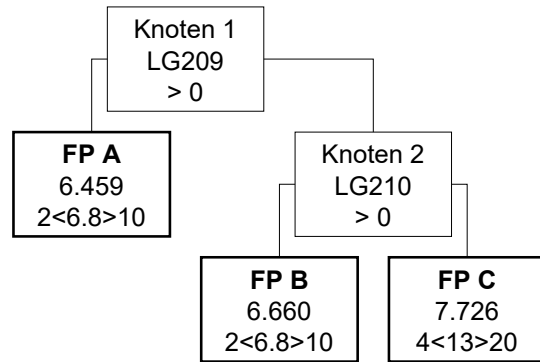 Knoten 1
LG209
> 0
FP A
6.459
2<6.8>10
Knoten 2
LG210
> 0
FP B
6.660
2<6.8>10
FP C
7.726
4<13>20